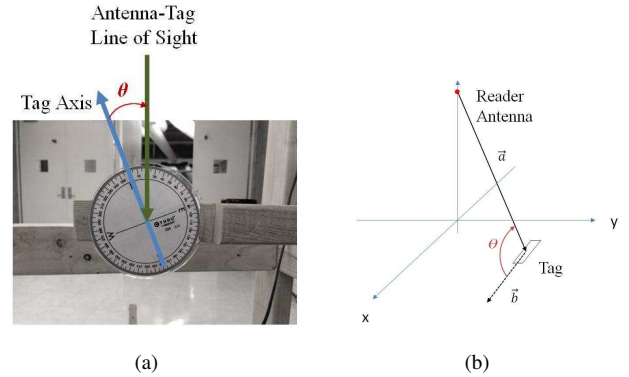 Antenna-Tag
Line of Sight
θ
Tag Axis
Reader
Antenna
a
y
θ
Tag
b
x
(a)
(b)